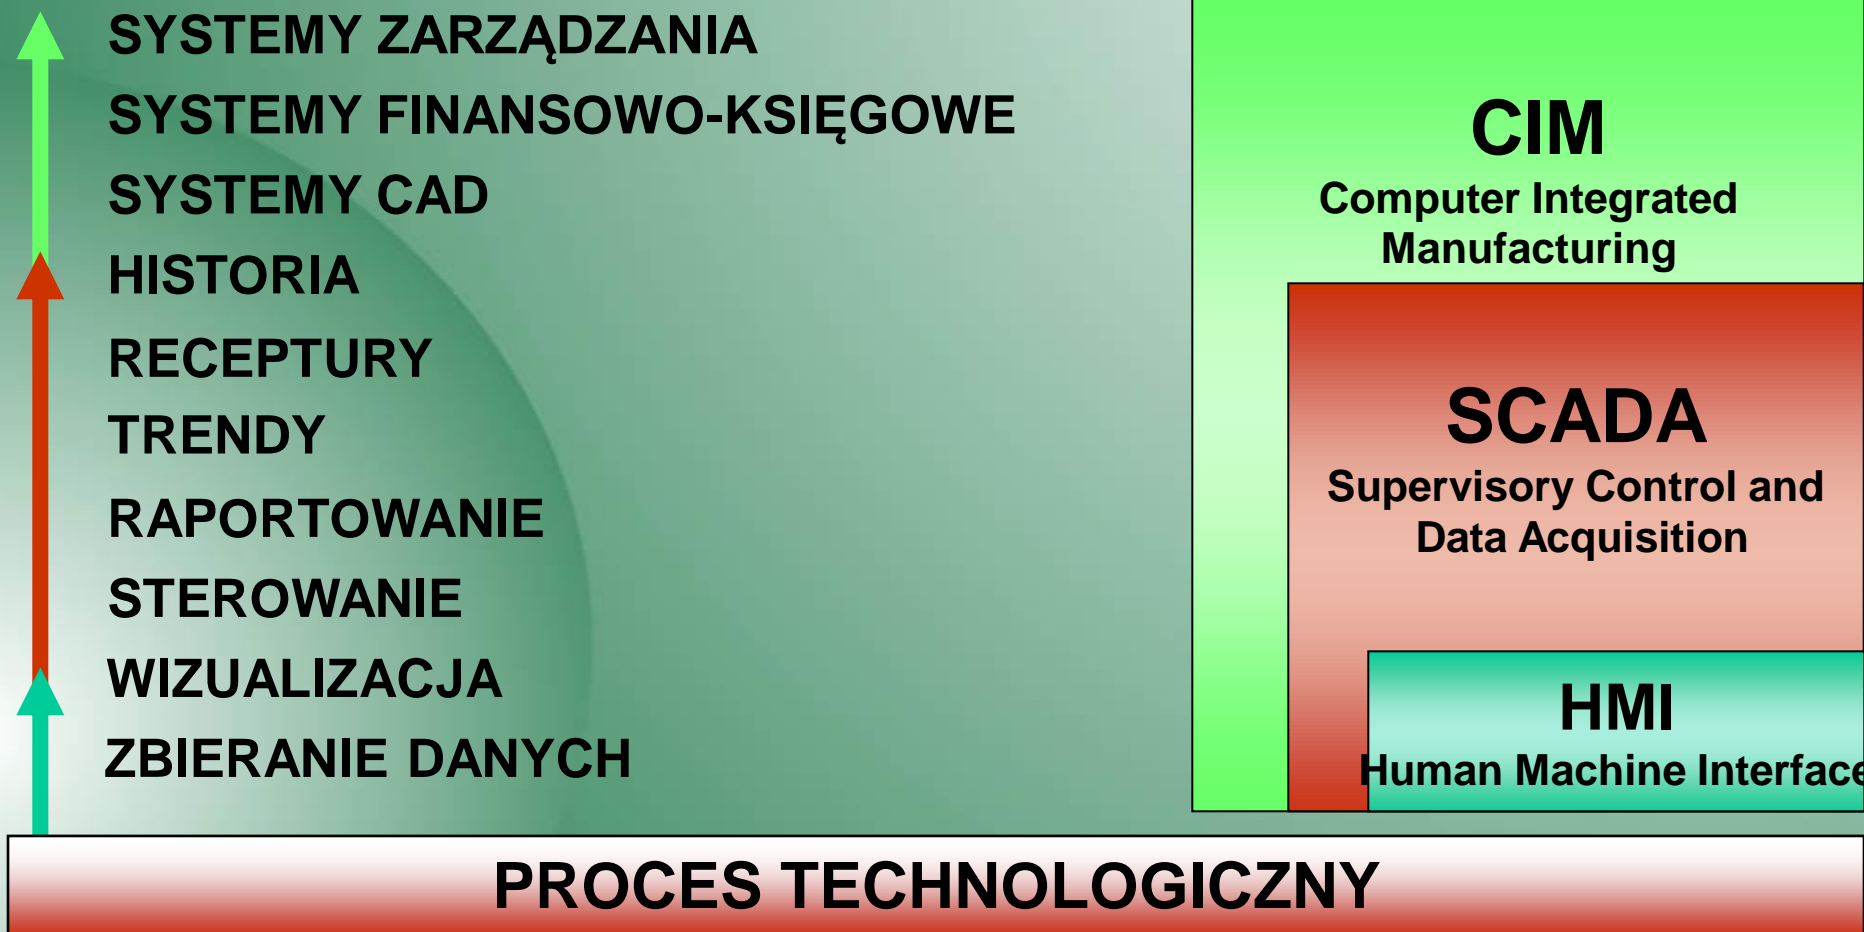 SYSTEMY ZARZĄDZANIA
SYSTEMY FINANSOWO-KSIĘGOWE
SYSTEMY CAD
HISTORIA
RECEPTURY
TRENDY
RAPORTOWANIE
STEROWANIE
WIZUALIZACJA
ZBIERANIE DANYCH
CIM
Computer Integrated
Manufacturing
SCADA
Supervisory Control and
Data Acquisition
HMI
Human Machine Interface
PROCES TECHNOLOGICZNY